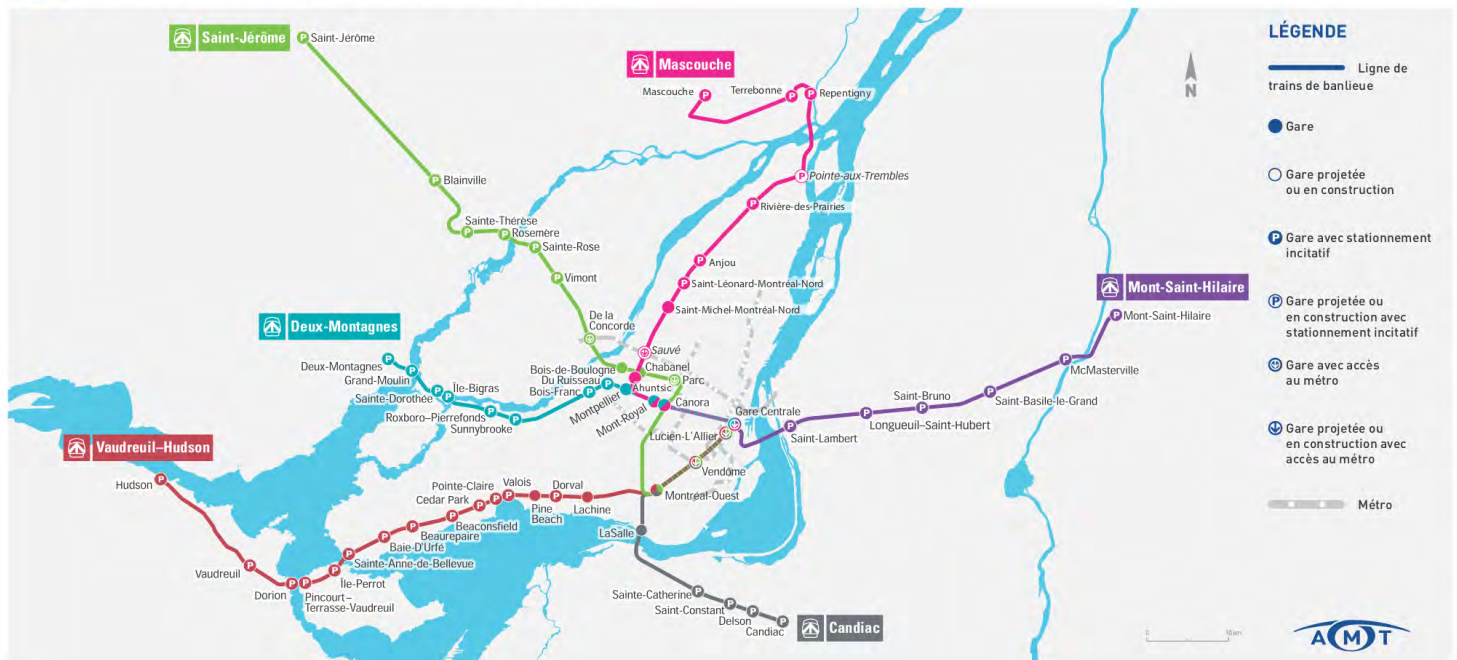 Saint-Jérôme
Saint-Jérôme
Blainville
Sainte-Thérèse
Rosemère
Sainte-Rose
Vimont
De la
Concorde
Bois-de-Boulogne
Chabanel
Parc
Mascouche
Mascouche
Terrebonne
Repentigny
Pointe-aux-Trembles
Rivière-des-Prairies
Anjou
Saint-Léonard-Montréal-Nord
Saint-Michel-Montréal-Nord
Sauvé
Ahuntsic
Deux-Montagnes
Deux-Montagnes
Grand-Moulin
Sainte-Dorothée
Île-Bigras
Roxboro–Pierrefonds
Sunnybrooke
Bois-Franc
Du Ruisseau
Montpellier
Mont-Royal
Canora
Gare Centrale
Lucien-L'Allier
Vendôme
Montréal-Ouest
Mont-Saint-Hilaire
Mont-Saint-Hilaire
McMasterville
Saint-Basile-le-Grand
Saint-Bruno
Longueuil–Saint-Hubert
Saint-Lambert
Vaudreuil–Hudson
Hudson
Vaudreuil
Dorion
Pincourt–
Terrasse-Vaudreuil
Île-Perrot
Sainte-Anne-de-Bellevue
Baie-D'Urfé
Beaurepaire
Beaconsfield
Cedar Park
Pointe-Claire
Valois
Pine
Beach
Dorval
Lachine
LaSalle
Sainte-Catherine
Saint-Constant
Delson
Candiac
Candiac
N
LÉGENDE
Ligne de
trains de banlieue
Gare
Gare projetée
ou en construction
P Gare avec stationnement
incitatif
P Gare projetée ou
en construction avec
stationnement incitatif
Gare avec accès
au métro
Gare projetée ou
en construction avec
accès au métro
Métro
0 10 km
AMT